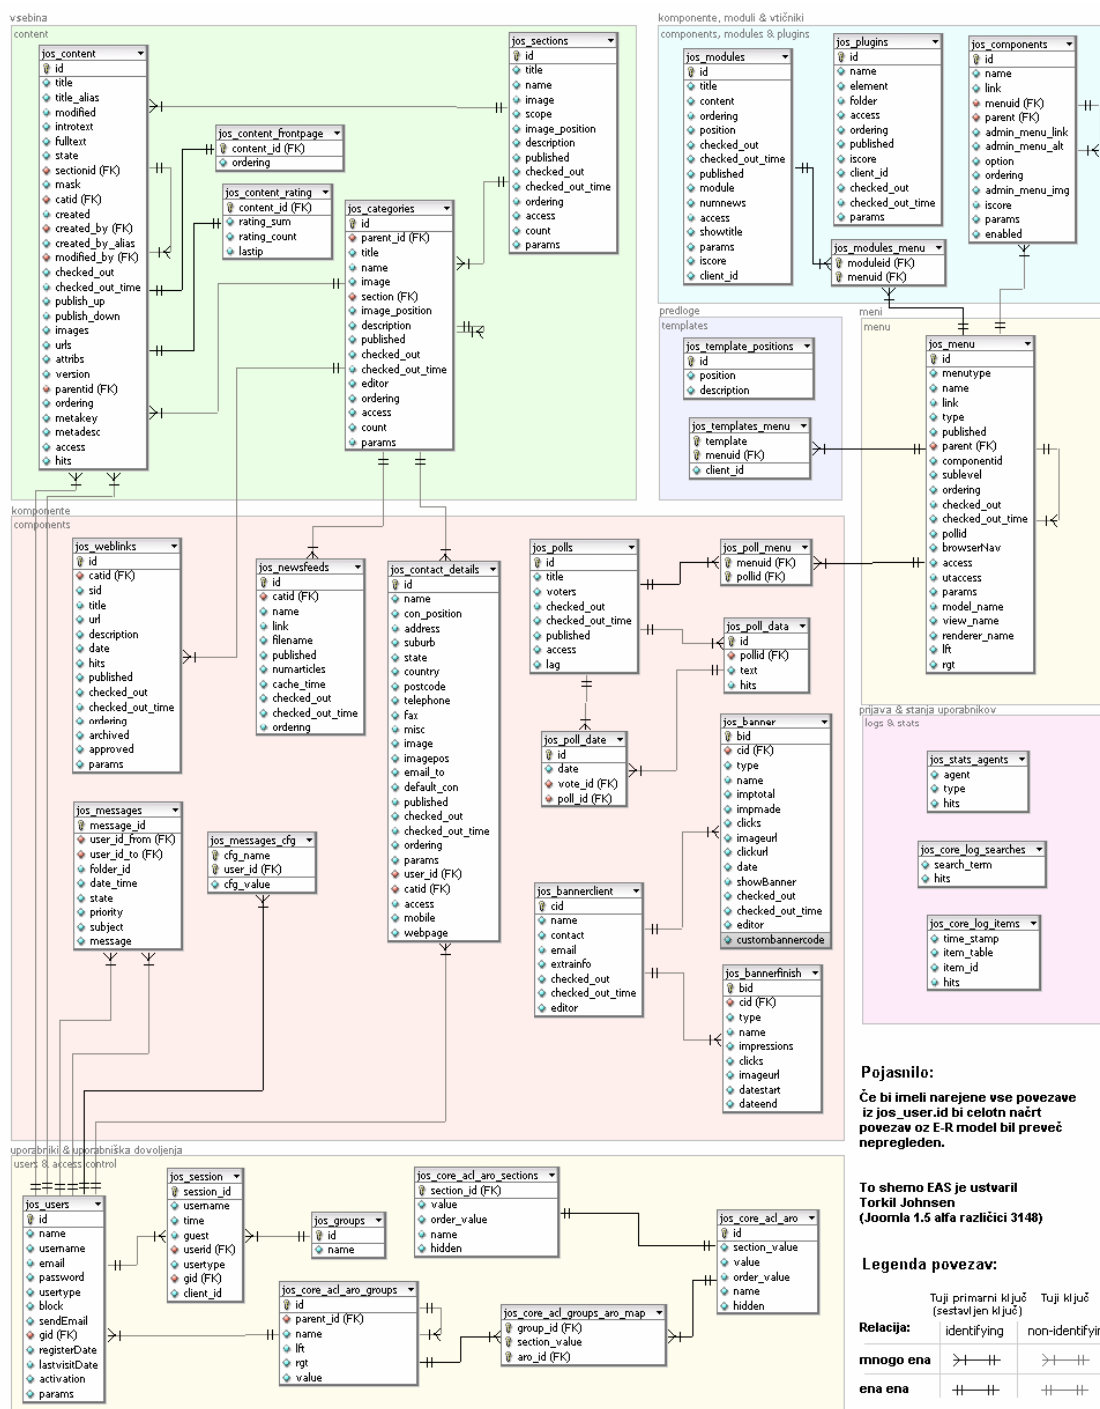 vsebina
content
jos_content
id
title
title_alias
modified
introtext
fulltext
state
sectionid (FK)
mask
catid (FK)
created
created_by (FK)
created_by_alias
modified_by (FK)
checked_out
checked_out_time
publish_up
publish_down
images
urls
attribs
version
parentid (FK)
ordering
metakey
metadesc
access
hits
jos_content_frontpage
content_id (FK)
ordering
jos_content_rating
content_id (FK)
rating_sum
rating_count
lastip
jos_categories
id
parent_id (FK)
title
name
image
section (FK)
image_position
description
published
checked_out
checked_out_time
editor
ordering
access
count
params
jos_sections
id
title
name
image
scope
image_position
description
published
checked_out
checked_out_time
ordering
access
count
params
komponente, moduli & vtičniki
components, modules & plugins
jos_modules
id
title
content
ordering
position
checked_out
checked_out_time
published
module
numnews
access
showtitle
params
iscore
client_id
jos_plugins
id
name
element
folder
access
ordering
published
iscore
client_id
checked_out
checked_out_time
params
jos_components
id
name
link
menuid (FK)
parent (FK)
admin_menu_link
admin_menu_alt
option
ordering
admin_menu_img
iscore
params
enabled
jos_modules_menu
moduleid (FK)
menuid (FK)
predloge
templates
jos_template_positions
id
position
description
jos_templates_menu
template
menuid (FK)
client_id
meni
menu
jos_menu
id
menutype
name
link
type
published
parent (FK)
componentid
sublevel
ordering
checked_out
checked_out_time
pollid
browserNav
access
utaccess
params
model_name
view_name
renderer_name
lft
rgt
komponente
components
jos_weblinks
id
catid (FK)
sid
title
url
description
date
hits
published
checked_out
checked_out_time
ordering
archived
approved
params
jos_newsfeeds
id
catid (FK)
name
link
filename
published
numarticles
cache_time
checked_out
checked_out_time
ordering
jos_contact_details
id
name
con_position
address
suburb
state
country
postcode
telephone
fax
misc
image
imagepos
email_to
default_con
published
checked_out
checked_out_time
ordering
params
user_id (FK)
catid (FK)
access
mobile
webpage
jos_polls
id
title
voters
checked_out
checked_out_time
published
access
lag
jos_poll_menu
menuid (FK)
pollid (FK)
jos_poll_data
id
pollid (FK)
text
hits
jos_poll_date
id
date
vote_id (FK)
poll_id (FK)
jos_banner
bid
cid (FK)
type
name
imptotal
impmade
clicks
imageurl
clickurl
date
showBanner
checked_out
checked_out_time
editor
custombannercode
jos_messages
message_id
user_id_from (FK)
user_id_to (FK)
folder_id
date_time
state
priority
subject
message
jos_messages_cfg
cfg_name
user_id (FK)
cfg_value
jos_bannerclient
cid
name
contact
email
extrainfo
checked_out
checked_out_time
editor
jos_bannerfinish
bid
cid (FK)
type
name
impressions
clicks
imageurl
datestart
dateend
prijava & stanja uporabnikov
logs & stats
jos_stats_agents
agent
type
hits
jos_core_log_searches
search_term
hits
jos_core_log_items
time_stamp
item_table
item_id
hits
uporabniki & uporabniška dovoljenja
users & access control
jos_users
id
name
username
email
password
usertype
block
sendEmail
gid (FK)
registerDate
lastvisitDate
activation
params
jos_session
session_id
username
time
guest
userid (FK)
usertype
gid (FK)
client_id
jos_groups
id
name
jos_core_acl_aro_sections
section_id (FK)
value
order_value
name
hidden
jos_core_acl_aro_groups
id
parent_id (FK)
name
lft
rgt
value
jos_core_acl_groups_aro_map
group_id (FK)
section_value
aro_id (FK)
jos_core_acl_aro
id
section_value
value
order_value
name
hidden
Pojasnilo:
Če bi imeli narejene vse povezave
iz jos_user.id bi celotn načrt
povezav oz E-R model bil preveč
nepregleden.
To shemo EAS je ustvaril
Torkil Johnsen
(Joomla 1.5 alfa različici 3148)
Legenda povezav:
Tuji primarni ključ
(sestavljen ključ)
Tuji ključ
Relacija:
identifying
non-identifyin
mnogo ena
ena ena